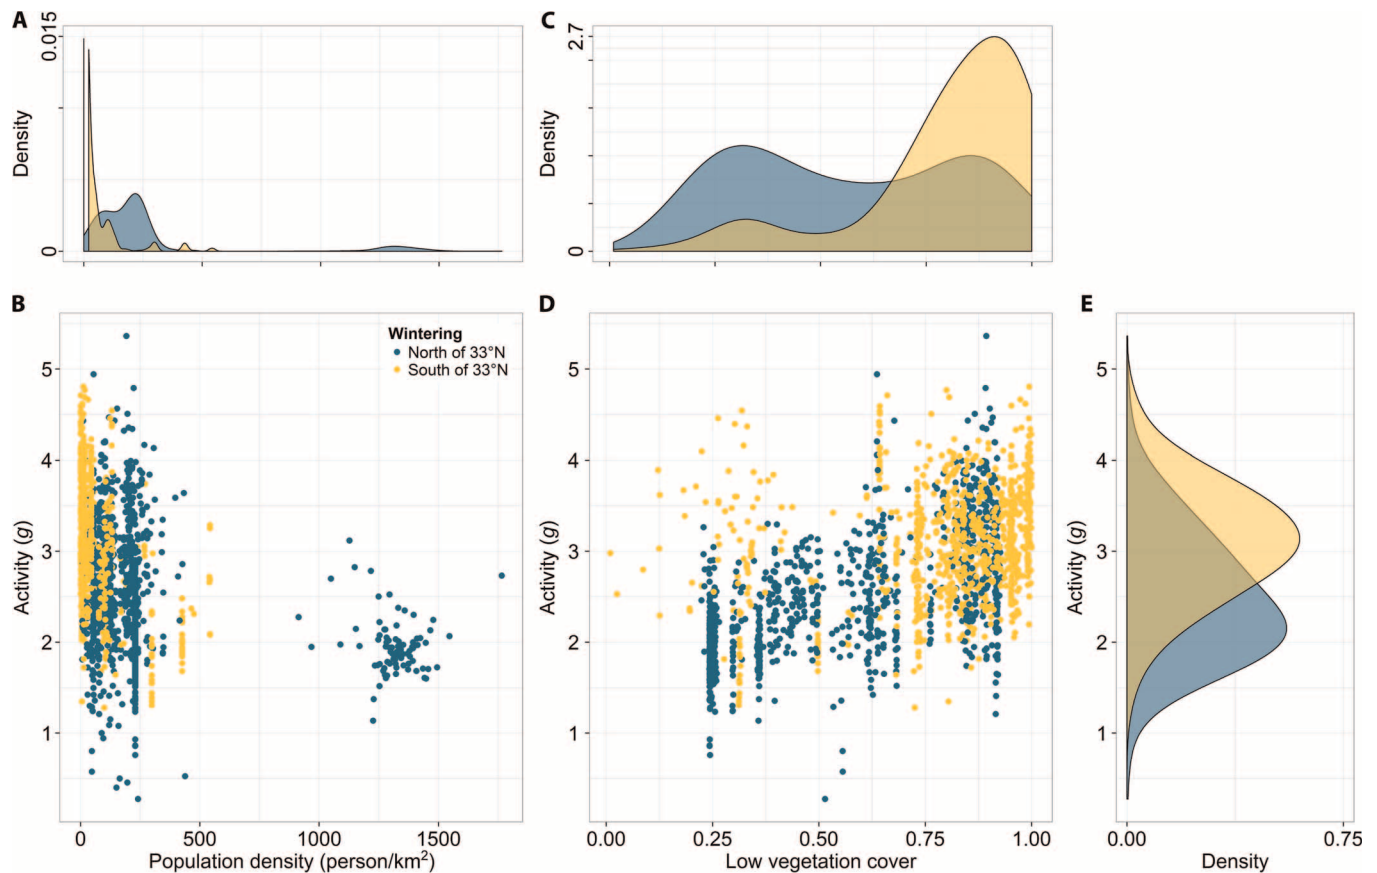 A
0.015
Density
0
C
2.7
Density
0
B
Wintering
North of 33°N
South of 33°N
5
4
3
2
1
Activity (g)
0
500
1000
1500
Population density (person/km²)
D
5
4
3
2
1
Activity (g)
0.00
0.25
0.50
0.75
1.00
Low vegetation cover
E
5
4
3
2
1
Activity (g)
0.00
0.75
Density